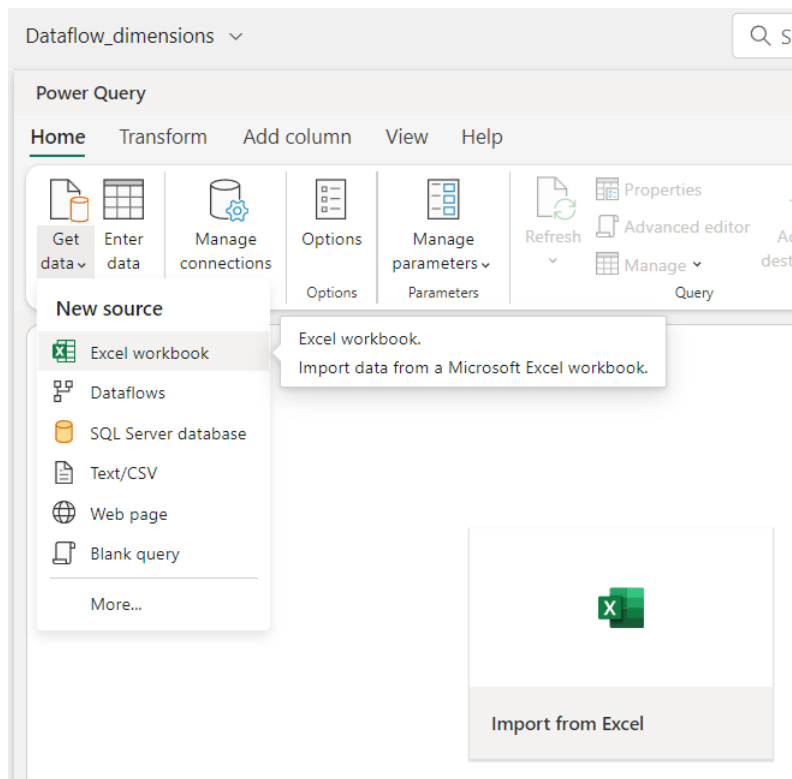 Dataflow_dimensions
S
Power Query
Home Transform Add column View Help
Get data
Enter data
Manage connections
Options
Manage parameters
Refresh
Properties
Advanced editor
Manage
Options
Parameters
Query
New source
Excel workbook
Dataflows
SQL Server database
Text/CSV
Web page
Blank query
More...
Excel workbook.
Import data from a Microsoft Excel workbook.
Import from Excel